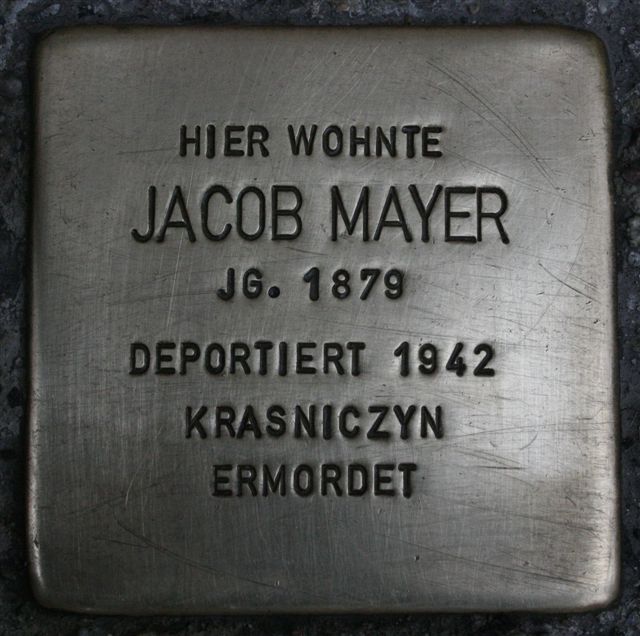 HIER WOHNTE
JACOB MAYER
JG. 1879
DEPORTIERT 1942
KRASNICZYN
ERMORDET